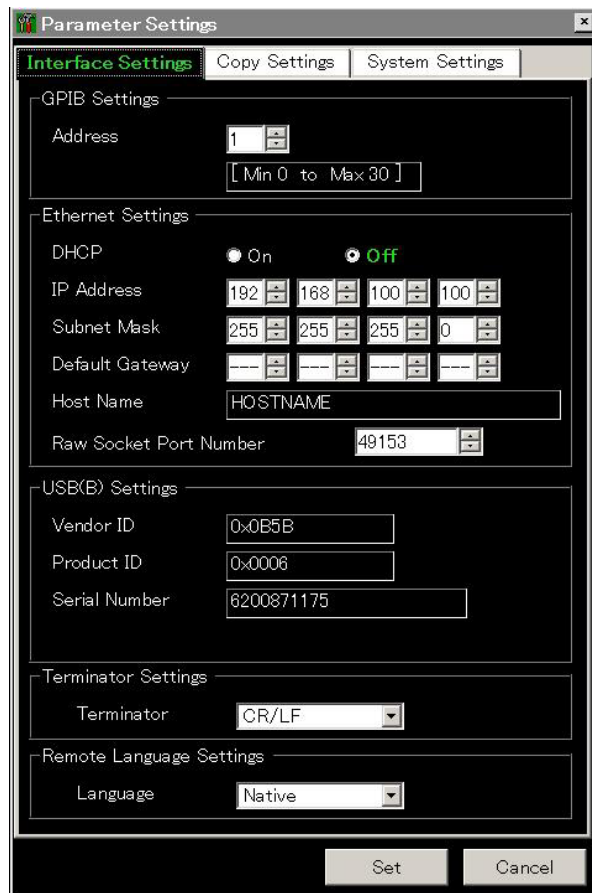 Parameter Settings
Interface Settings Copy Settings System Settings
GPIB Settings
Address 1
[ Min 0 to Max 30 ]
Ethernet Settings
DHCP On Off
IP Address 192 168 100 100
Subnet Mask 255 255 255 0
Default Gateway --- --- --- ---
Host Name HOSTNAME
Raw Socket Port Number 49153
USB(B) Settings
Vendor ID 0x0B5B
Product ID 0x0006
Serial Number 6200871175
Terminator Settings
Terminator CR/LF
Remote Language Settings
Language Native
Set Cancel